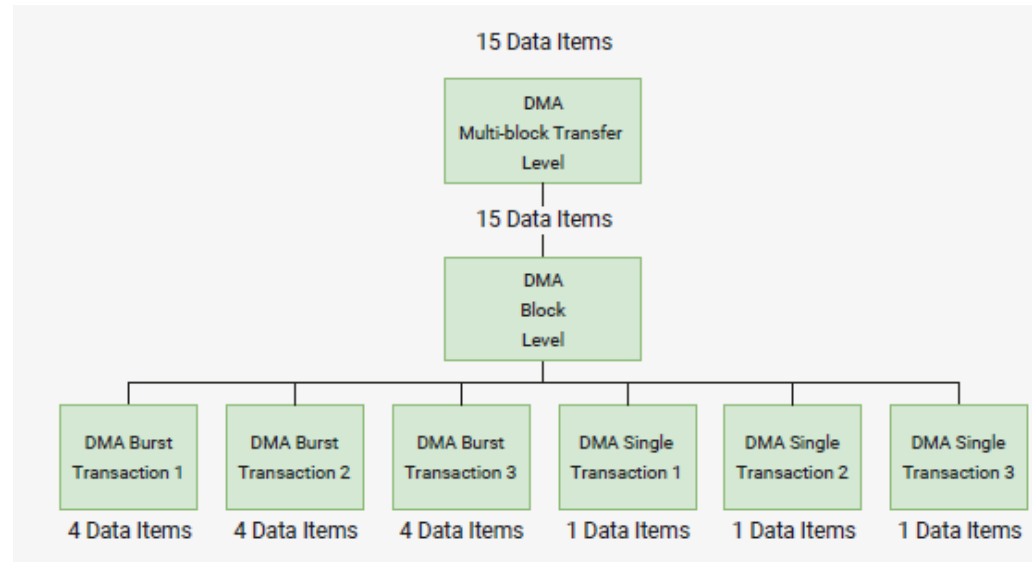 15 Data Items
DMA
Multi-block Transfer
Level
15 Data Items
DMA
Block
Level
DMA Burst
Transaction 1
DMA Burst
Transaction 2
DMA Burst
Transaction 3
DMA Single
Transaction 1
DMA Single
Transaction 2
DMA Single
Transaction 3
4 Data Items
4 Data Items
4 Data Items
1 Data Items
1 Data Items
1 Data Items